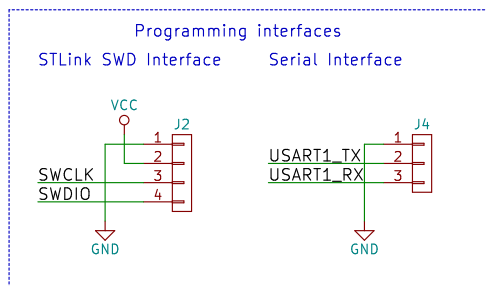 Programming interfaces
STLink SWD Interface
Serial Interface
VCC
J2
1
2
SWCLK 3
SWDIO 4
GND
J4
1
USART1_TX 2
USART1_RX 3
GND